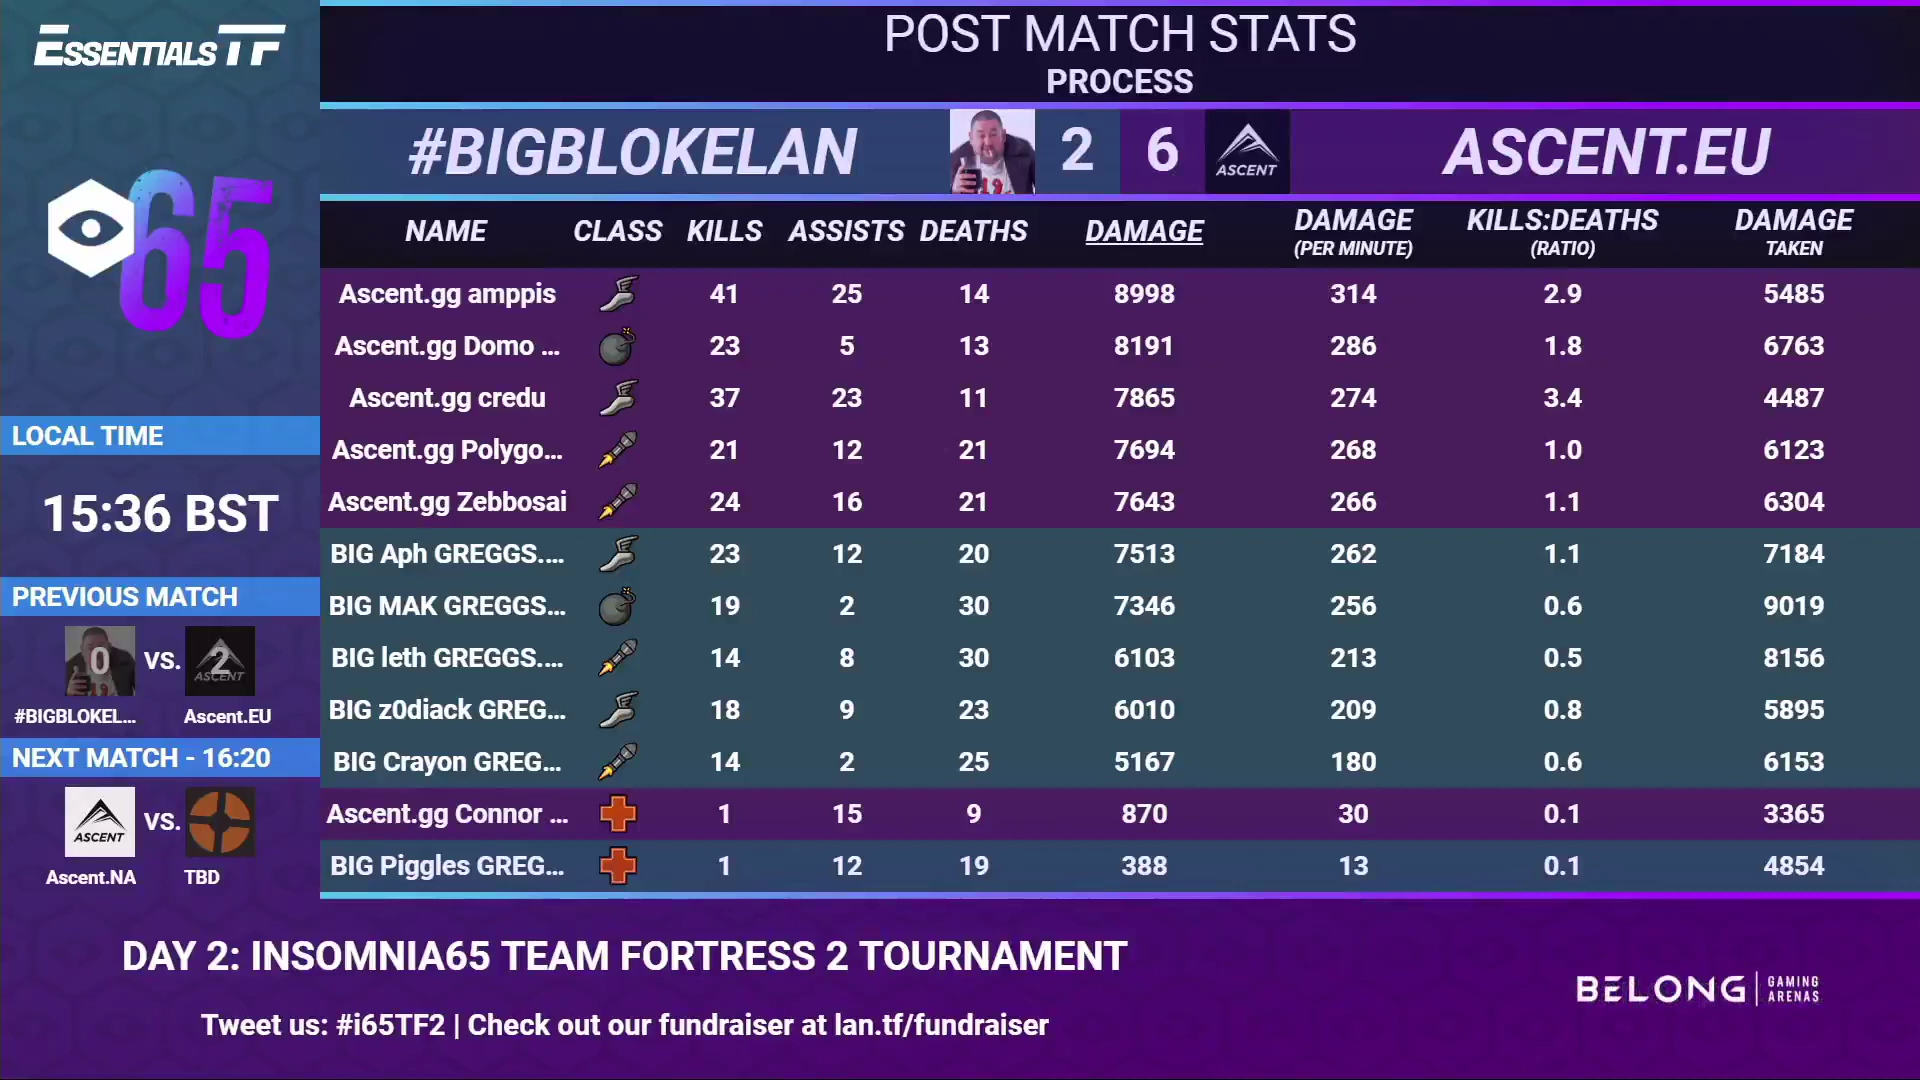 ESSENTIALSTF
65
LOCAL TIME
15:36 BST
PREVIOUS MATCH
0 VS. 2
ASCENT
#BIGBLOKEL... Ascent.EU
NEXT MATCH - 16:20
ASCENT VS.
Ascent.NA TBD
POST MATCH STATS
PROCESS
#BIGBLOKELAN 2 6 ASCENT ASCENT.EU
NAME CLASS KILLS ASSISTS DEATHS DAMAGE DAMAGE (PER MINUTE) KILLS:DEATHS (RATIO) DAMAGE TAKEN
Ascent.gg amppis 41 25 14 8998 314 2.9 5485
Ascent.gg Domo ... 23 5 13 8191 286 1.8 6763
Ascent.gg credu 37 23 11 7865 274 3.4 4487
Ascent.gg Polygo... 21 12 21 7694 268 1.0 6123
Ascent.gg Zebbosai 24 16 21 7643 266 1.1 6304
BIG Aph GREGGS.... 23 12 20 7513 262 1.1 7184
BIG MAK GREGGS... 19 2 30 7346 256 0.6 9019
BIG leth GREGGS.... 14 8 30 6103 213 0.5 8156
BIG z0diack GREG... 18 9 23 6010 209 0.8 5895
BIG Crayon GREG... 14 2 25 5167 180 0.6 6153
Ascent.gg Connor ... 1 15 9 870 30 0.1 3365
BIG Piggles GREG... 1 12 19 388 13 0.1 4854
DAY 2: INSOMNIA65 TEAM FORTRESS 2 TOURNAMENT
Tweet us: #i65TF2 | Check out our fundraiser at lan.tf/fundraiser
BELONG GAMING ARENAS